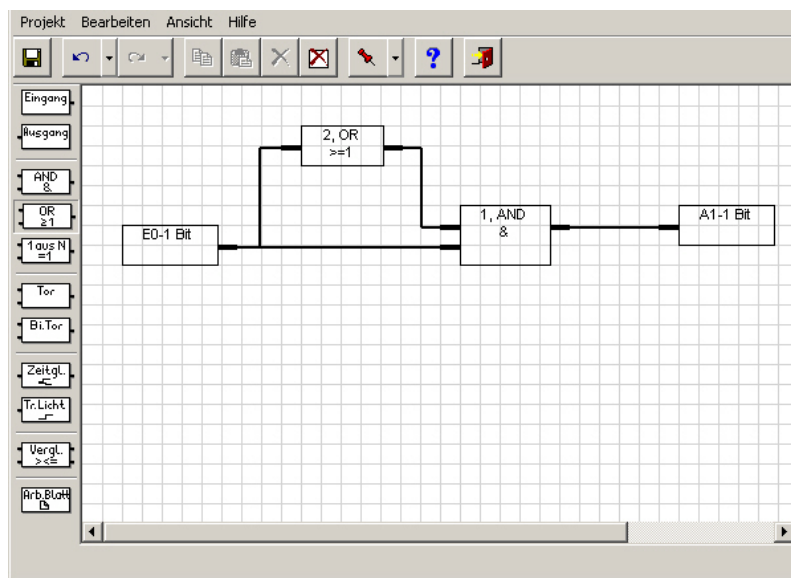 Projekt Bearbeiten Ansicht Hilfe
Eingang
Ausgang
AND
&
OR
≥1
1 aus N
=1
Tor
Bi.Tor
Zeitgl.
Tr.Licht
Vergl.
><=
Arb.Blatt
2, OR
>=1
E0-1 Bit
1, AND
&
A1-1 Bit